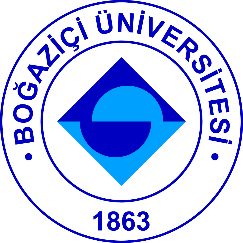 • BOĞAZİÇİ ÜNİVERSİTESİ •
1863